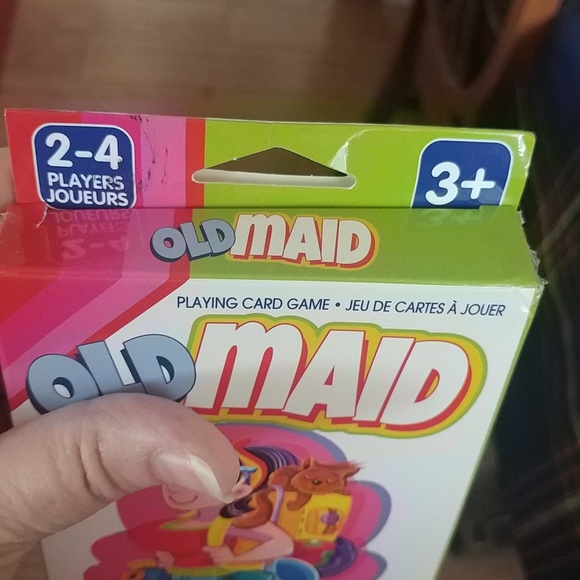 2-4
PLAYERS
JOUEURS
3+
OLD MAID
PLAYING CARD GAME • JEU DE CARTES À JOUER
OLD MAID